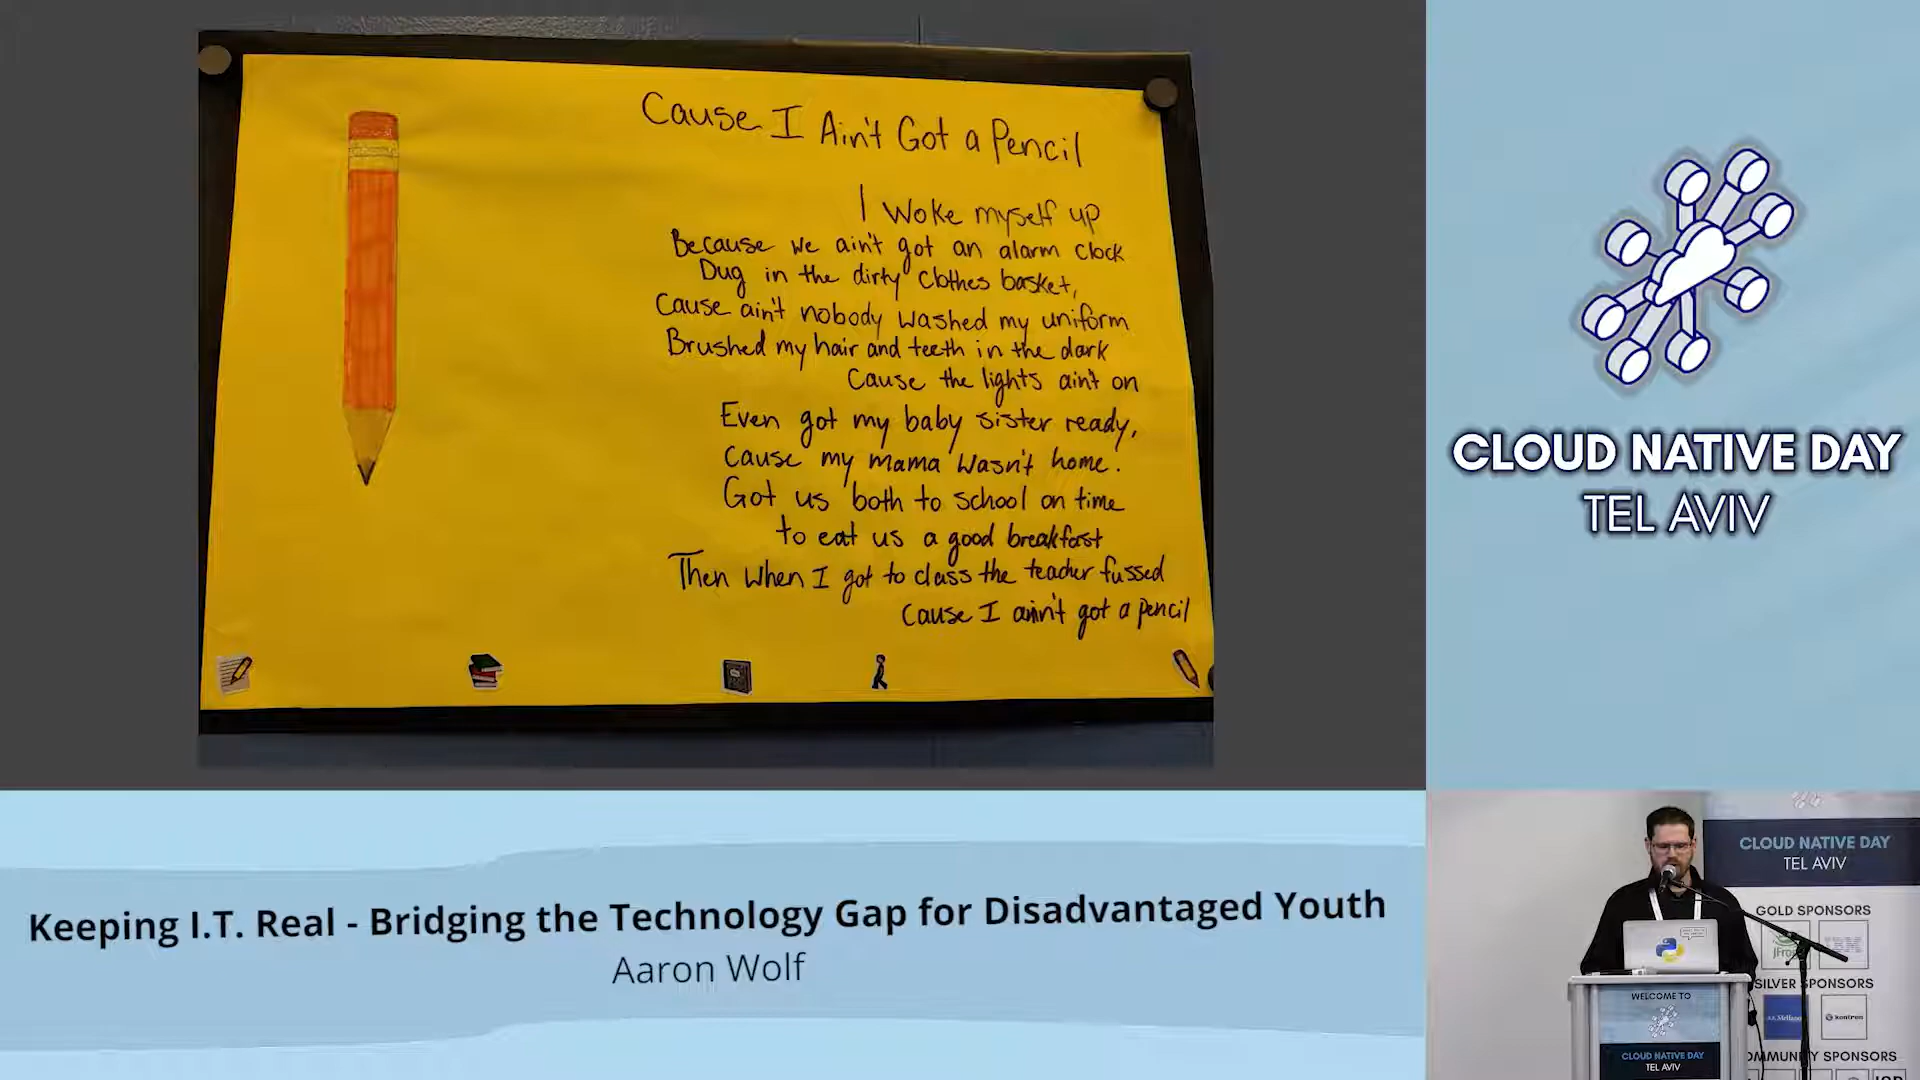 Cause I Ain't Got a Pencil
I woke myself up
Because we ain't got an alarm clock
Dug in the dirty clothes basket,
Cause ain't nobody washed my uniform
Brushed my hair and teeth in the dark
Cause the lights ain't on
Even got my baby sister ready,
Cause my mama wasn't home.
Got us both to school on time
to eat us a good breakfast
Then when I got to class the teacher fussed
Cause I ain't got a pencil
CLOUD NATIVE DAY
TEL AVIV
Keeping I.T. Real - Bridging the Technology Gap for Disadvantaged Youth
Aaron Wolf
CLOUD NATIVE DAY
TEL AVIV
GOLD SPONSORS
JFrog
SILVER SPONSORS
kontron
COMMUNITY SPONSORS
WELCOME TO
CLOUD NATIVE DAY
TEL AVIV